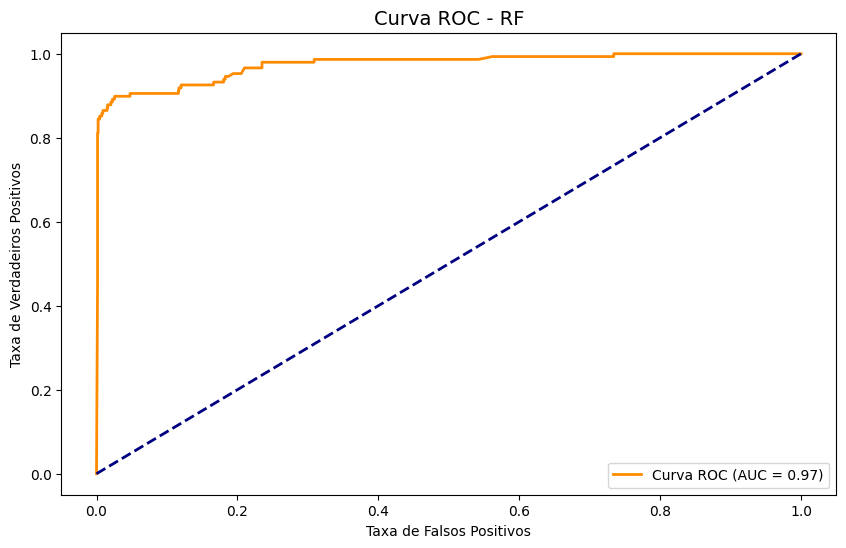 Curva ROC - RF
Taxa de Verdadeiros Positivos
1.0
0.8
0.6
0.4
0.2
0.0
0.0 0.2 0.4 0.6 0.8 1.0
Taxa de Falsos Positivos
Curva ROC (AUC = 0.97)